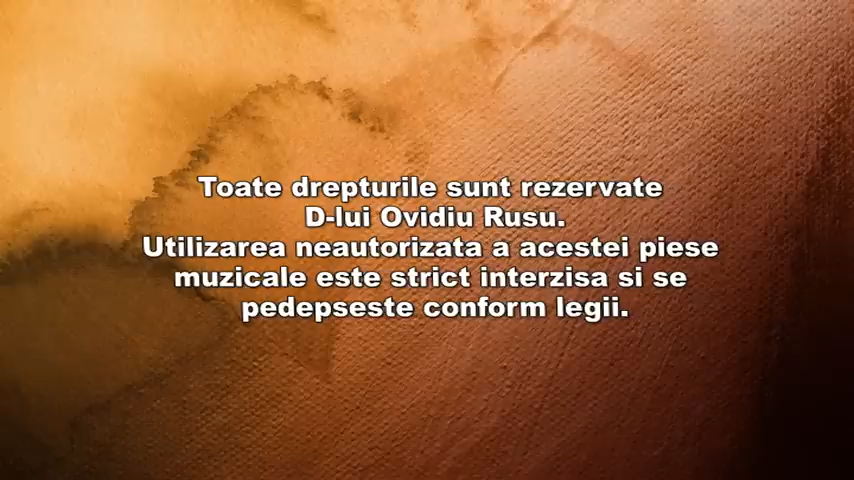 Toate drepturile sunt rezervate
D-lui Ovidiu Rusu.
Utilizarea neautorizata a acestei piese
muzicale este strict interzisa si se
pedepseste conform legii.